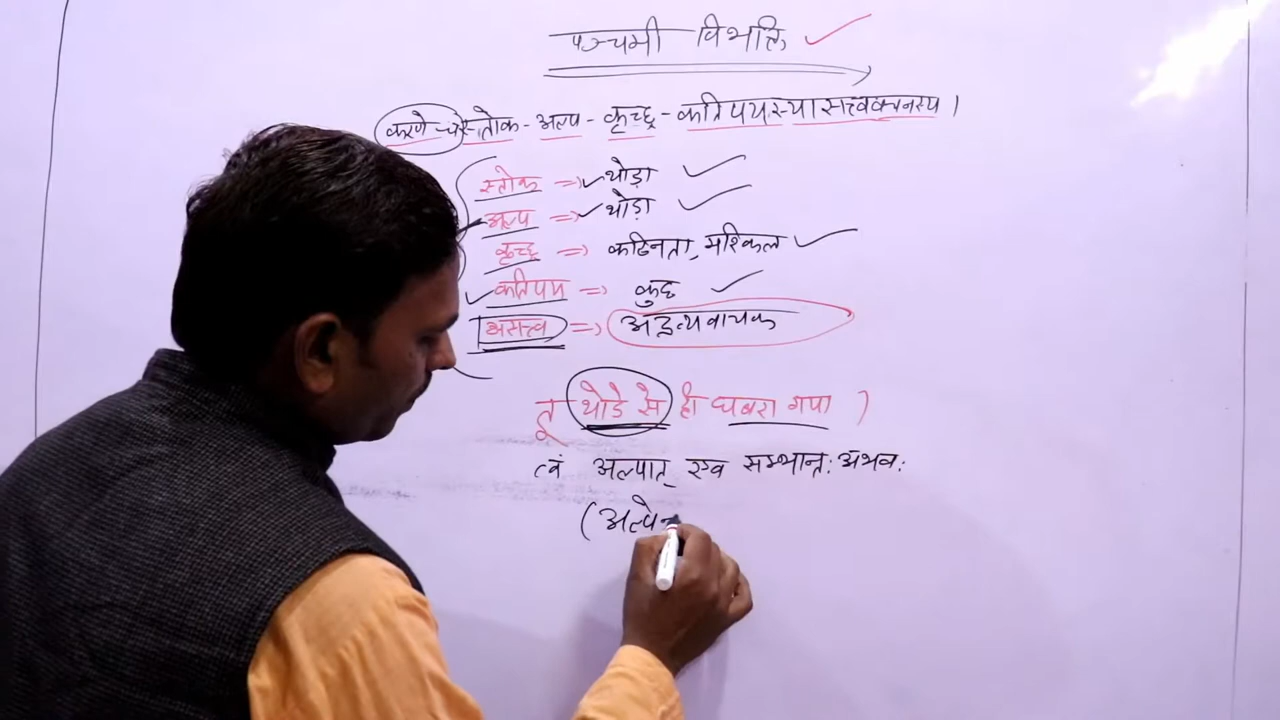 पञ्चमी विभक्ति
करणे च स्तोक - अल्प - कृच्छ्र - कतिपयस्यासत्त्ववचनस्य ।
स्तोक => थोड़ा
अल्प => थोड़ा
कृच्छ्र => कठिनता, मुश्किल
कतिपय => कुछ
असत्त्व => अद्रव्यवाचक
तू थोडे से ही घबरा गया ।
त्वं अल्पात् एव सम्भ्रान्तः अभवः
(अल्पेन